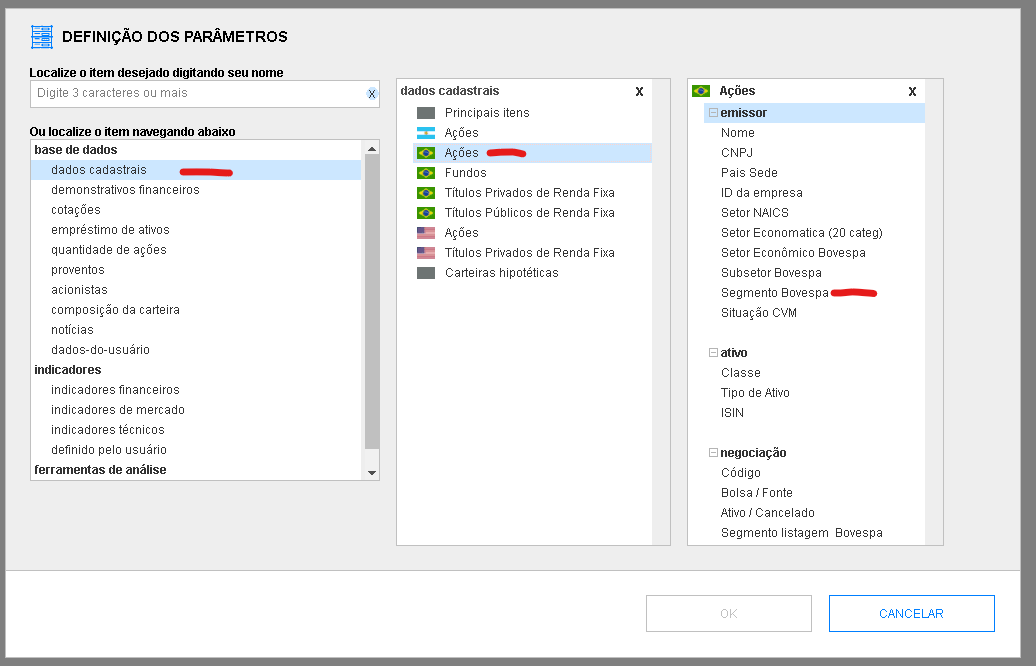 DEFINIÇÃO DOS PARÂMETROS
Localize o item desejado digitando seu nome
Digite 3 caracteres ou mais
X
Ou localize o item navegando abaixo
base de dados
dados cadastrais
demonstrativos financeiros
cotações
empréstimo de ativos
quantidade de ações
proventos
acionistas
composição da carteira
notícias
dados-do-usuário
indicadores
indicadores financeiros
indicadores de mercado
indicadores técnicos
definido pelo usuário
ferramentas de análise
dados cadastrais X
Principais itens
Ações
Ações
Fundos
Títulos Privados de Renda Fixa
Títulos Públicos de Renda Fixa
Ações
Títulos Privados de Renda Fixa
Carteiras hipotéticas
Ações X
emissor
Nome
CNPJ
Pais Sede
ID da empresa
Setor NAICS
Setor Economatica (20 categ)
Setor Econômico Bovespa
Subsetor Bovespa
Segmento Bovespa
Situação CVM
ativo
Classe
Tipo de Ativo
ISIN
negociação
Código
Bolsa / Fonte
Ativo / Cancelado
Segmento listagem Bovespa
OK
CANCELAR